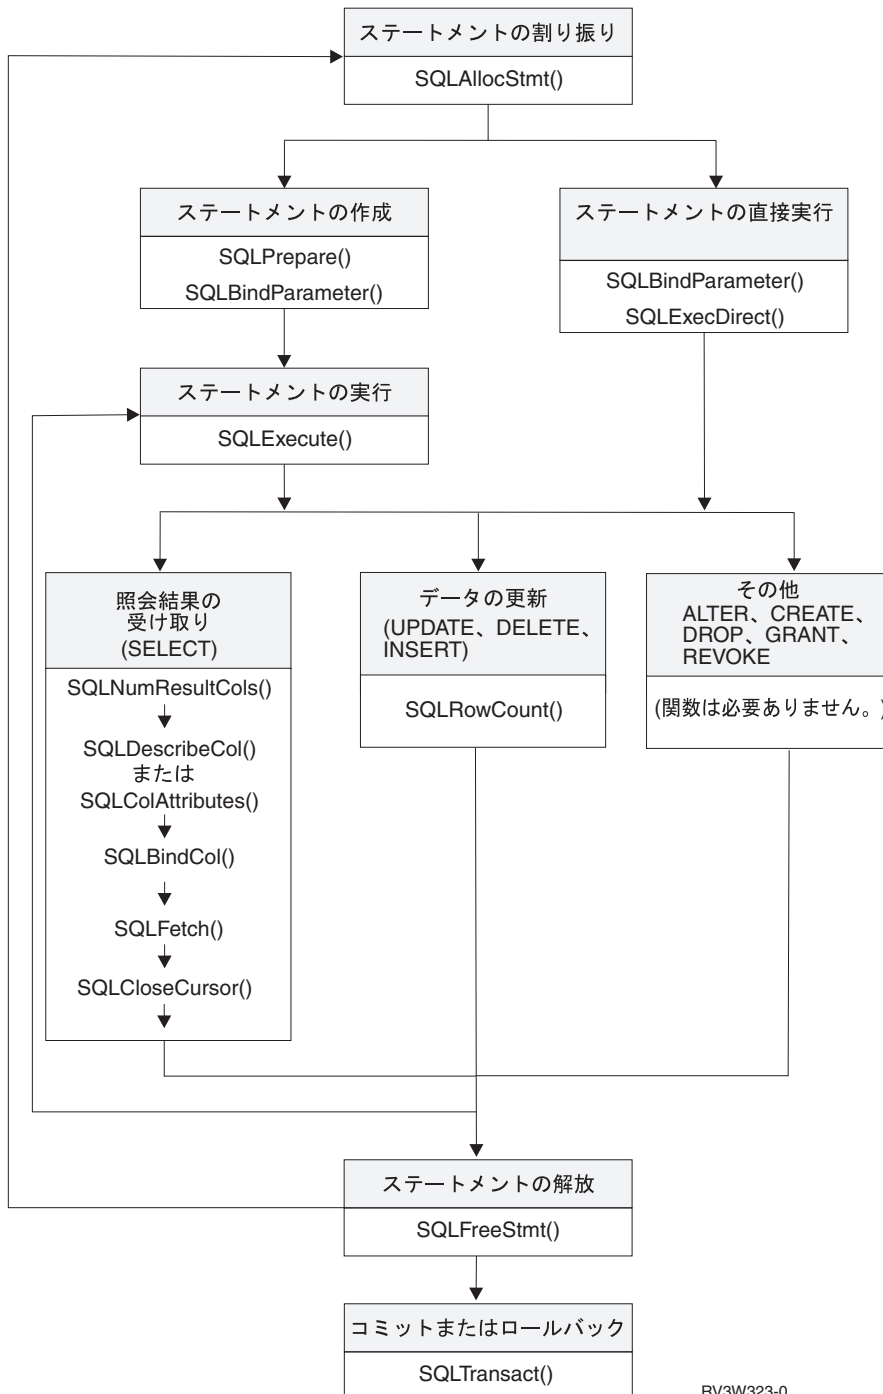 ステートメントの割り振り
SQLAllocStmt()
ステートメントの作成
SQLPrepare()
SQLBindParameter()
ステートメントの直接実行
SQLBindParameter()
SQLExecDirect()
ステートメントの実行
SQLExecute()
照会結果の
受け取り
(SELECT)
SQLNumResultCols()
SQLDescribeCol()
または
SQLColAttributes()
SQLBindCol()
SQLFetch()
SQLCloseCursor()
データの更新
(UPDATE、DELETE、
INSERT)
SQLRowCount()
その他
ALTER、CREATE、
DROP、GRANT、
REVOKE
(関数は必要ありません。)
ステートメントの解放
SQLFreeStmt()
コミットまたはロールバック
SQLTransact()
RV3W323-0